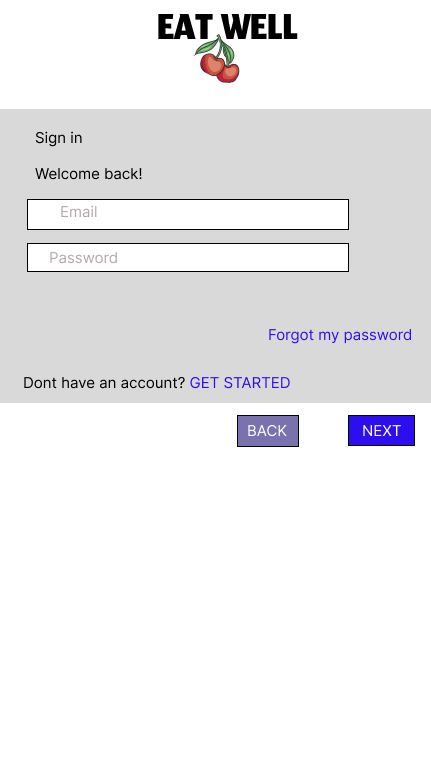 EAT WELL
Sign in
Welcome back!
Email
Password
Forgot my password
Dont have an account? GET STARTED
BACK NEXT